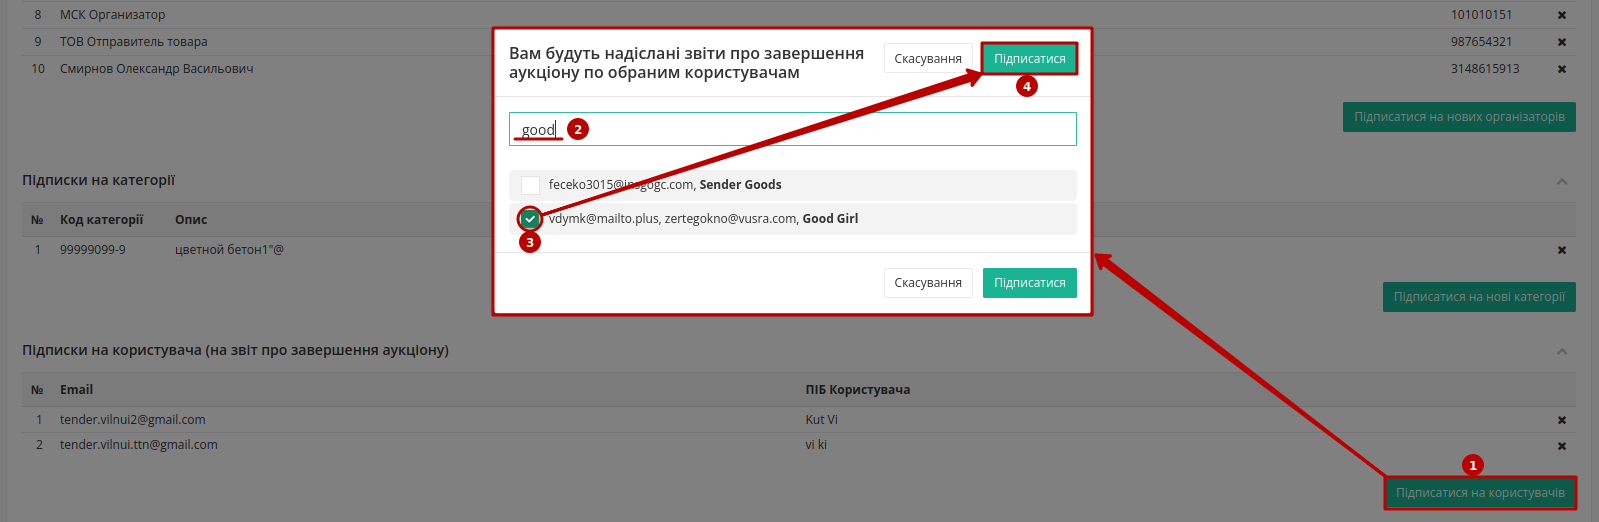 8 МСК Организатор 101010151 ✖
9 ТОВ Отправитель товара 987654321 ✖
10 Смирнов Олександр Васильович 3148615913 ✖
Підписатися на нових організаторів
Вам будуть надіслані звіти про завершення
аукціону по обраним користувачам
Скасування Підписатися
4
good 2
feceko3015@insgogc.com, Sender Goods
vdymk@mailto.plus, zertegokno@vusra.com, Good Girl
3
Скасування Підписатися
Підписки на категорії
№ Код категорії Опис
1 99999099-9 цветной бетон1"@ ✖
Підписатися на нові категорії
Підписки на користувача (на звіт про завершення аукціону)
№ Email ПІБ Користувача
1 tender.vilnui2@gmail.com Kut Vi ✖
2 tender.vilnui.ttn@gmail.com vi ki ✖
1
Підписатися на користувачів